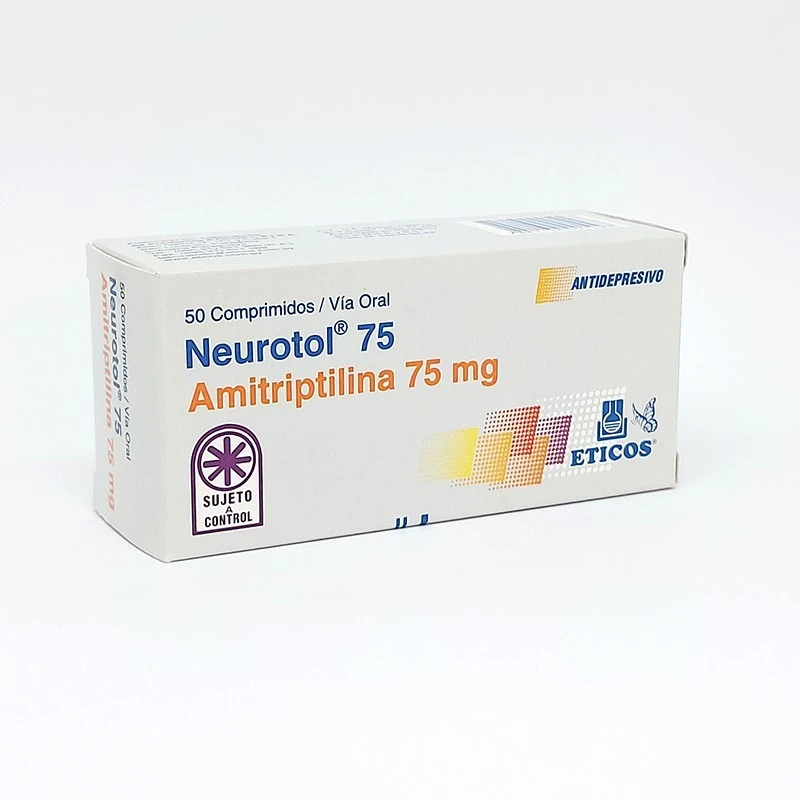 50 Comprimidos / Vía Oral
Neurotol® 75
Amitriptilina 75 mg
ANTIDEPRESIVO
ETICOS®
SUJETO
A
CONTROL
50 Comprimidos / Vía Oral
Neurotol® 75
Amitriptilina 75 mg